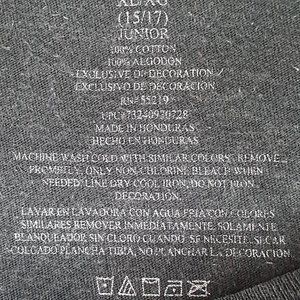 XL/XG
(15/17)
JUNIOR
100% COTTON
100% ALGODON
EXCLUSIVE OF DECORATION /
EXCLUSIVO DE DECORACIÓN
RN# 55219
MADE IN HONDURAS
HECHO EN HONDURAS
MACHINE WASH COLD WITH SIMILAR COLORS. REMOVE
PROMPTLY, ONLY NON CHLORINE BLEACH WHEN
NEEDED. LINE DRY. COOL IRON, DO NOT IRON
DECORATION.
LAVAR EN LAVADORA CON AGUA FRIA CON COLORES
SIMILARES REMOVER INMEDIATAMENTE. SOLAMENTE
BLANQUEADOR SIN CLORO CUANDO SE NECESITE. SECAR
COLGADO PLANCHA TIBIA, NO PLANCHAR LA DECORACION